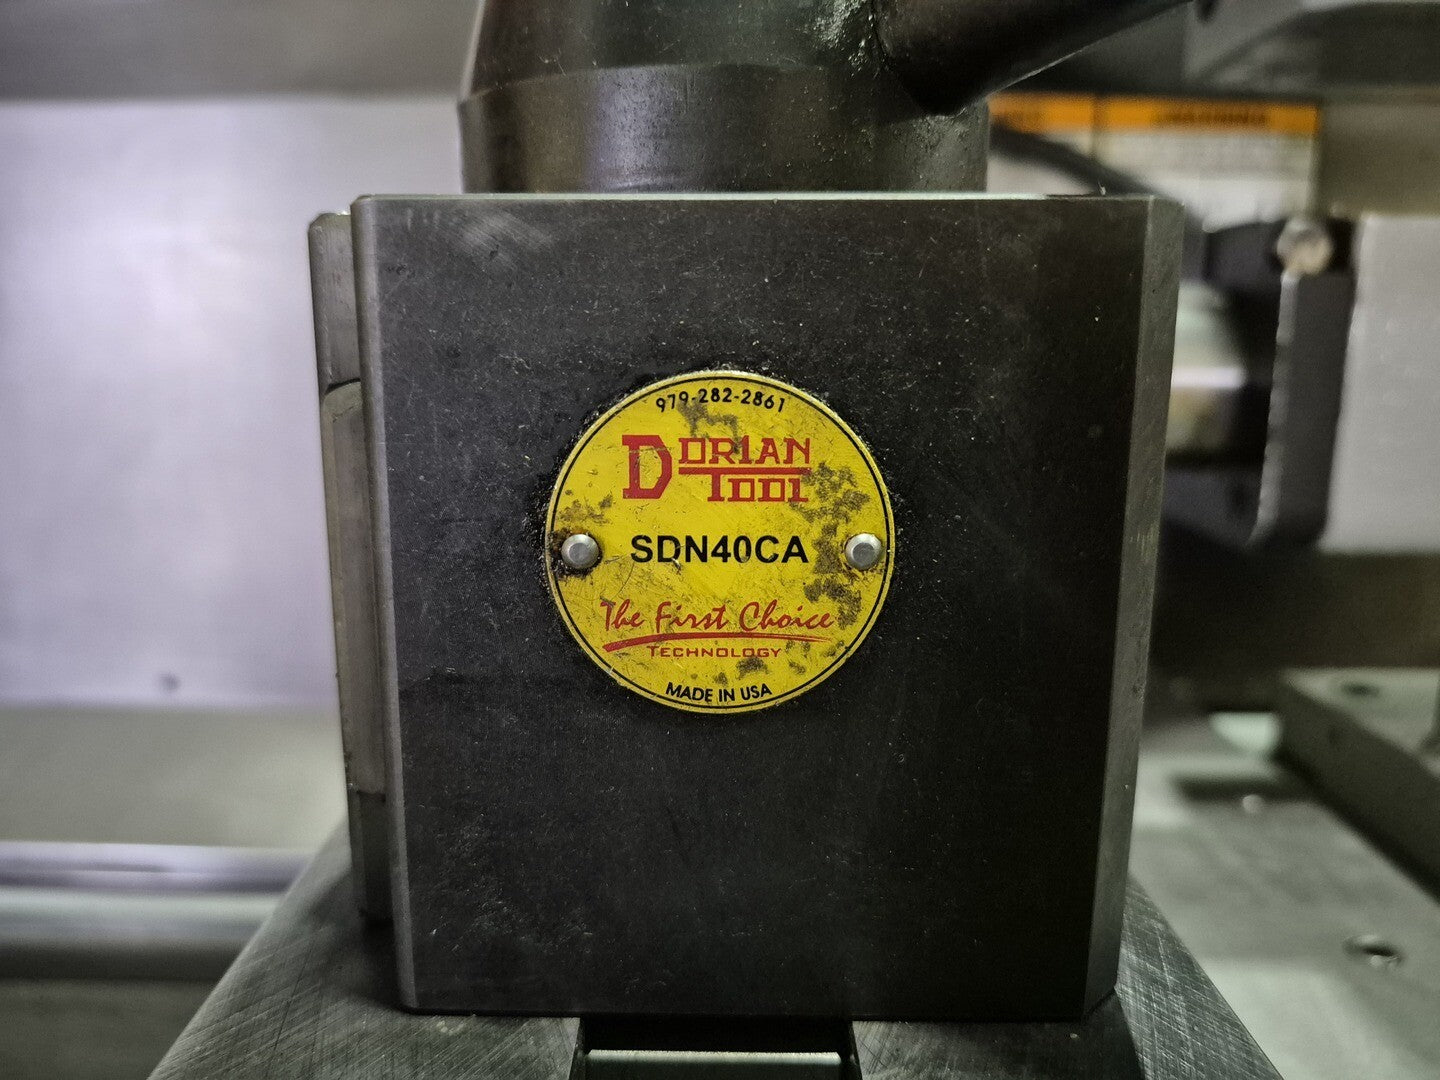 979-282-2861
DORIAN
TOOL
SDN40CA
The First Choice
TECHNOLOGY
MADE IN USA